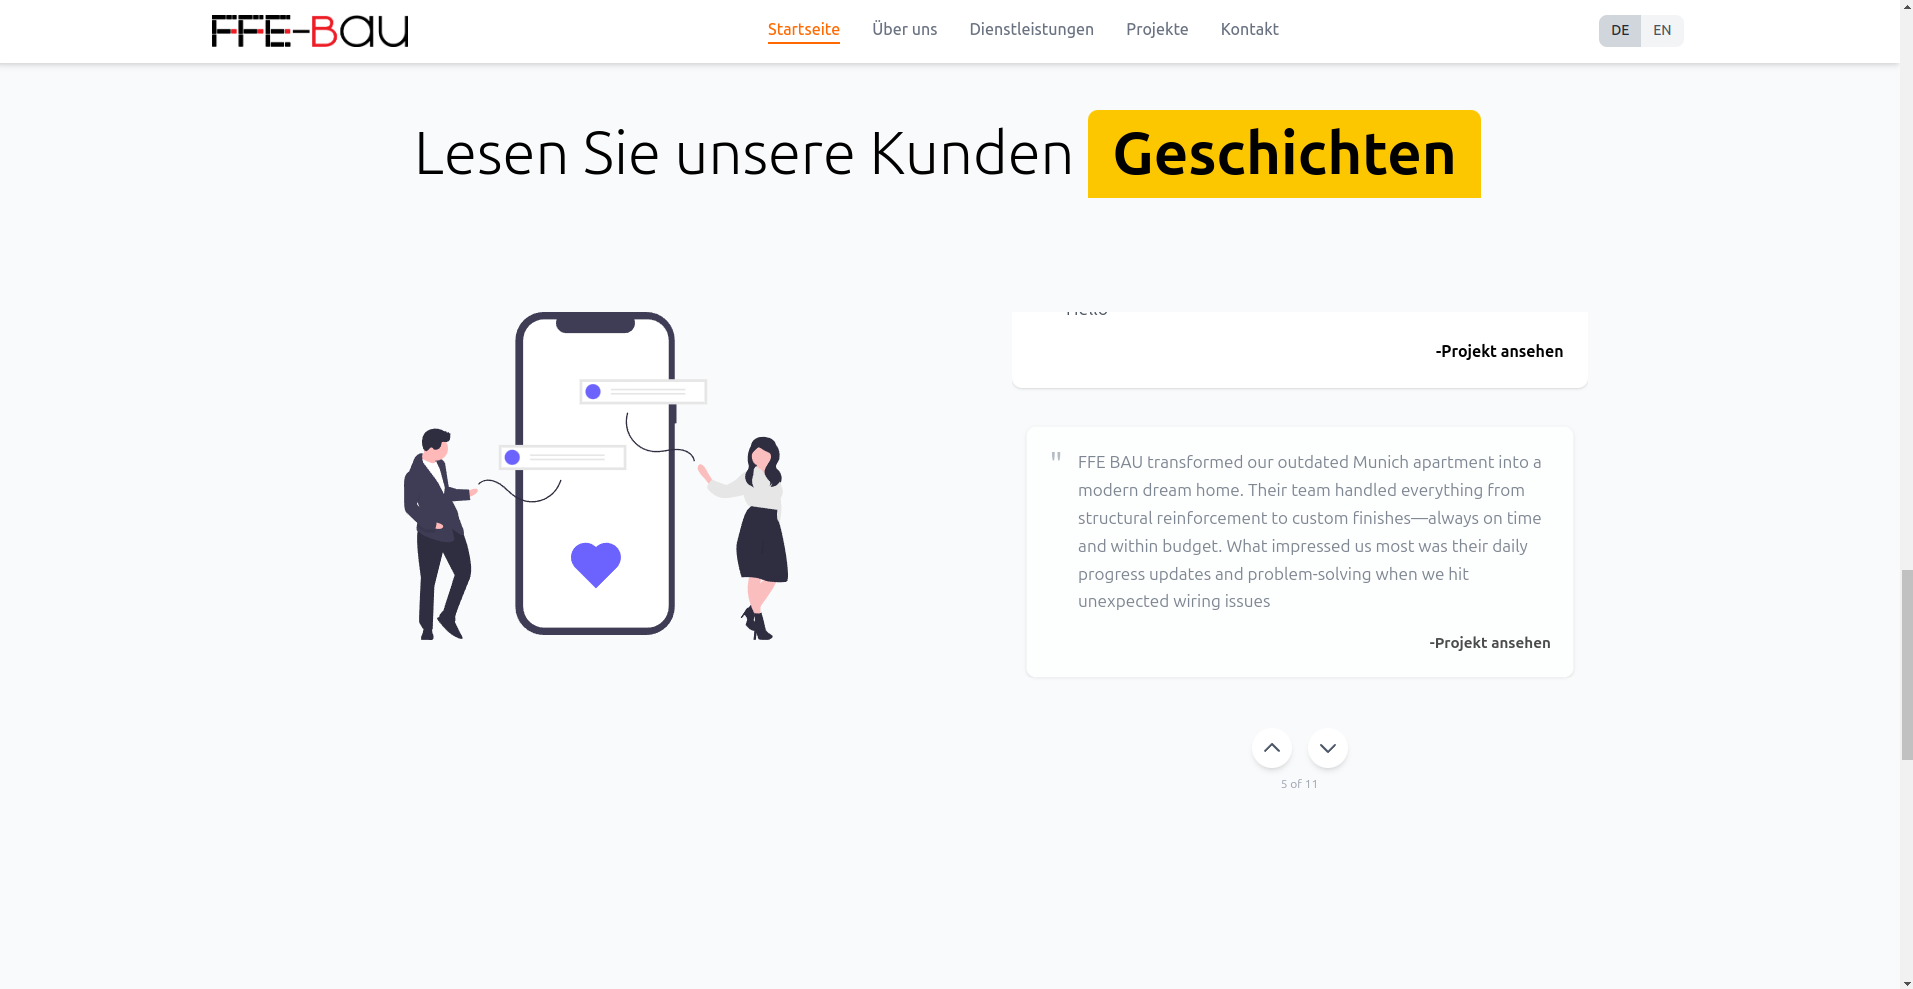 FFE-BAU
Startseite
Über uns
Dienstleistungen
Projekte
Kontakt
DE
EN
Lesen Sie unsere Kunden Geschichten
Hello
-Projekt ansehen
" FFE BAU transformed our outdated Munich apartment into a
modern dream home. Their team handled everything from
structural reinforcement to custom finishes—always on time
and within budget. What impressed us most was their daily
progress updates and problem-solving when we hit
unexpected wiring issues
-Projekt ansehen
5 of 11